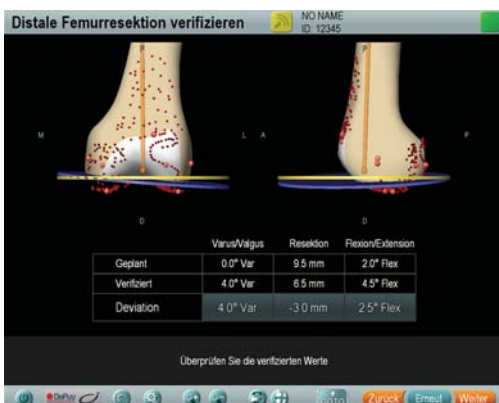 Distale Femurresektion verifizieren
NO NAME
ID: 12345
P P
M L A P
D D
Varus/Valgus Resektion Flexion/Extension
Geplant 0.0° Var 9.5 mm 2.0° Flex
Verifiziert 4.0° Var 6.5 mm 4.5° Flex
Deviation 4.0° Var -3.0 mm 2.5° Flex
Überprüfen Sie die verifizierten Werte
DePuy GOTO Zurück Erneut Weiter